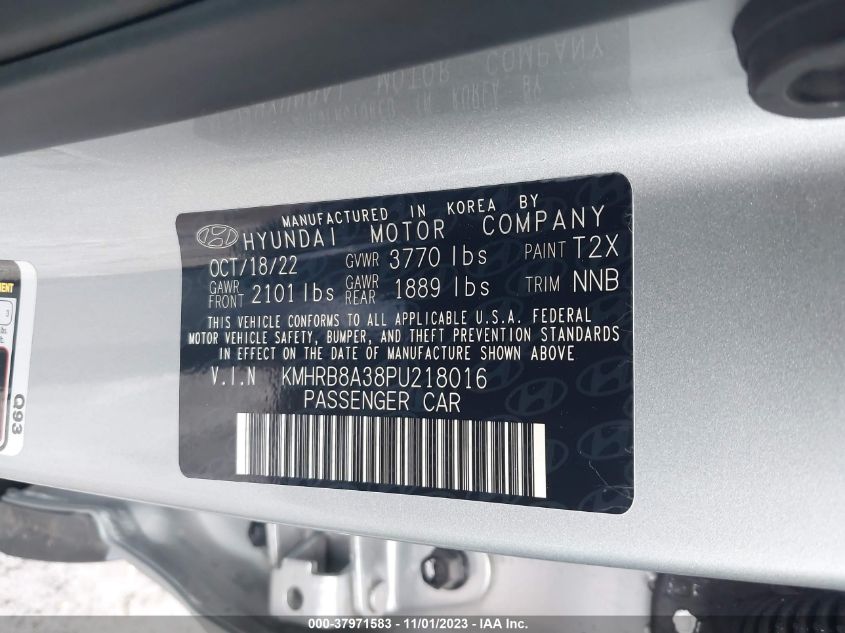 MANUFACTURED IN KOREA BY
HYUNDAI MOTOR COMPANY
OCT/18/22 GVWR 3770 lbs PAINT T2X
GAWR FRONT 2101 lbs GAWR REAR 1889 lbs TRIM NNB
THIS VEHICLE CONFORMS TO ALL APPLICABLE U.S.A. FEDERAL
MOTOR VEHICLE SAFETY, BUMPER, AND THEFT PREVENTION STANDARDS
IN EFFECT ON THE DATE OF MANUFACTURE SHOWN ABOVE
V.I.N KMHRB8A38PU218016
PASSENGER CAR
Q93
000-37971583 - 11/01/2023 - IAA Inc.